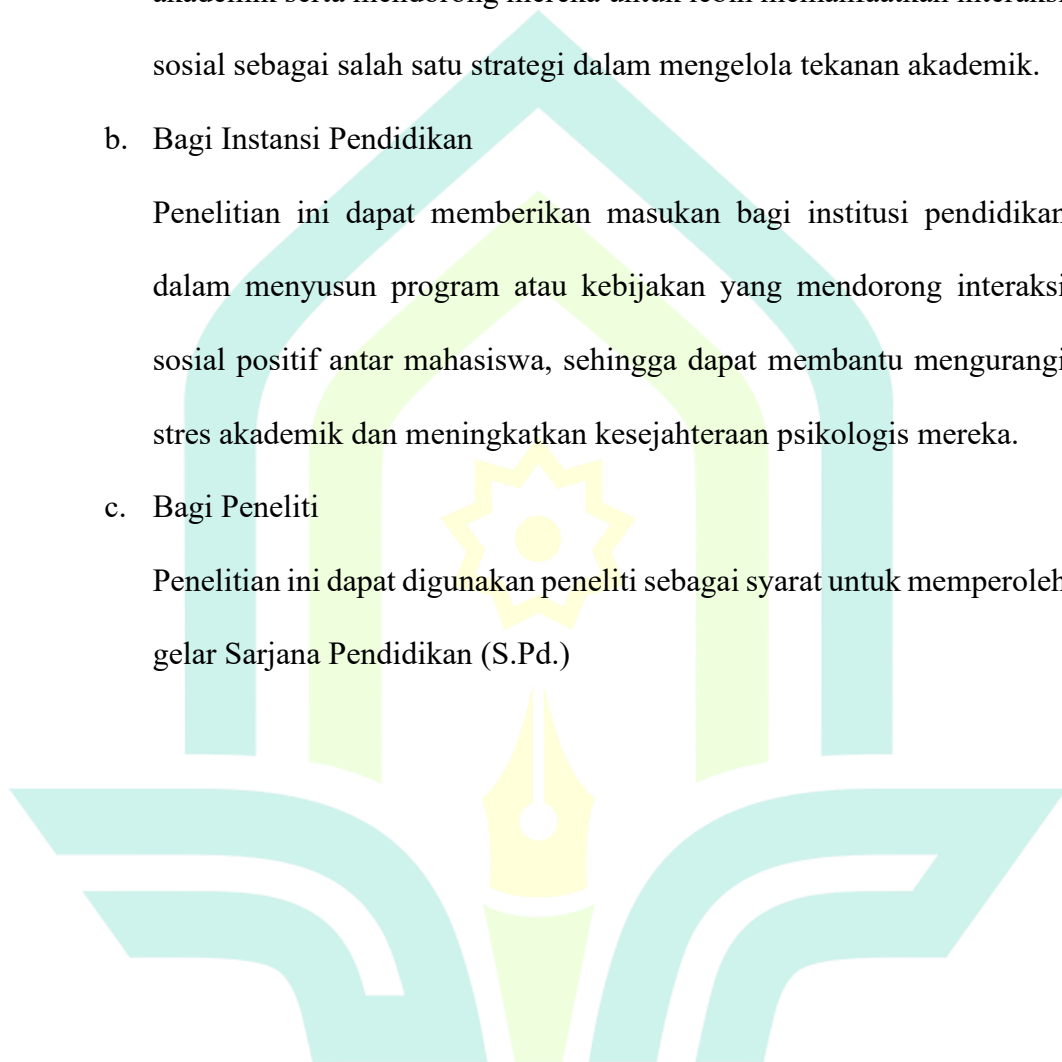 sosial sebagai salah satu strategi dalam mengelola tekanan akademik.
b. Bagi Instansi Pendidikan
Penelitian ini dapat memberikan masukan bagi institusi pendidikan
dalam menyusun program atau kebijakan yang mendorong interaksi
sosial positif antar mahasiswa, sehingga dapat membantu mengurangi
stres akademik dan meningkatkan kesejahteraan psikologis mereka.
c. Bagi Peneliti
Penelitian ini dapat digunakan peneliti sebagai syarat untuk memperoleh
gelar Sarjana Pendidikan (S.Pd.)